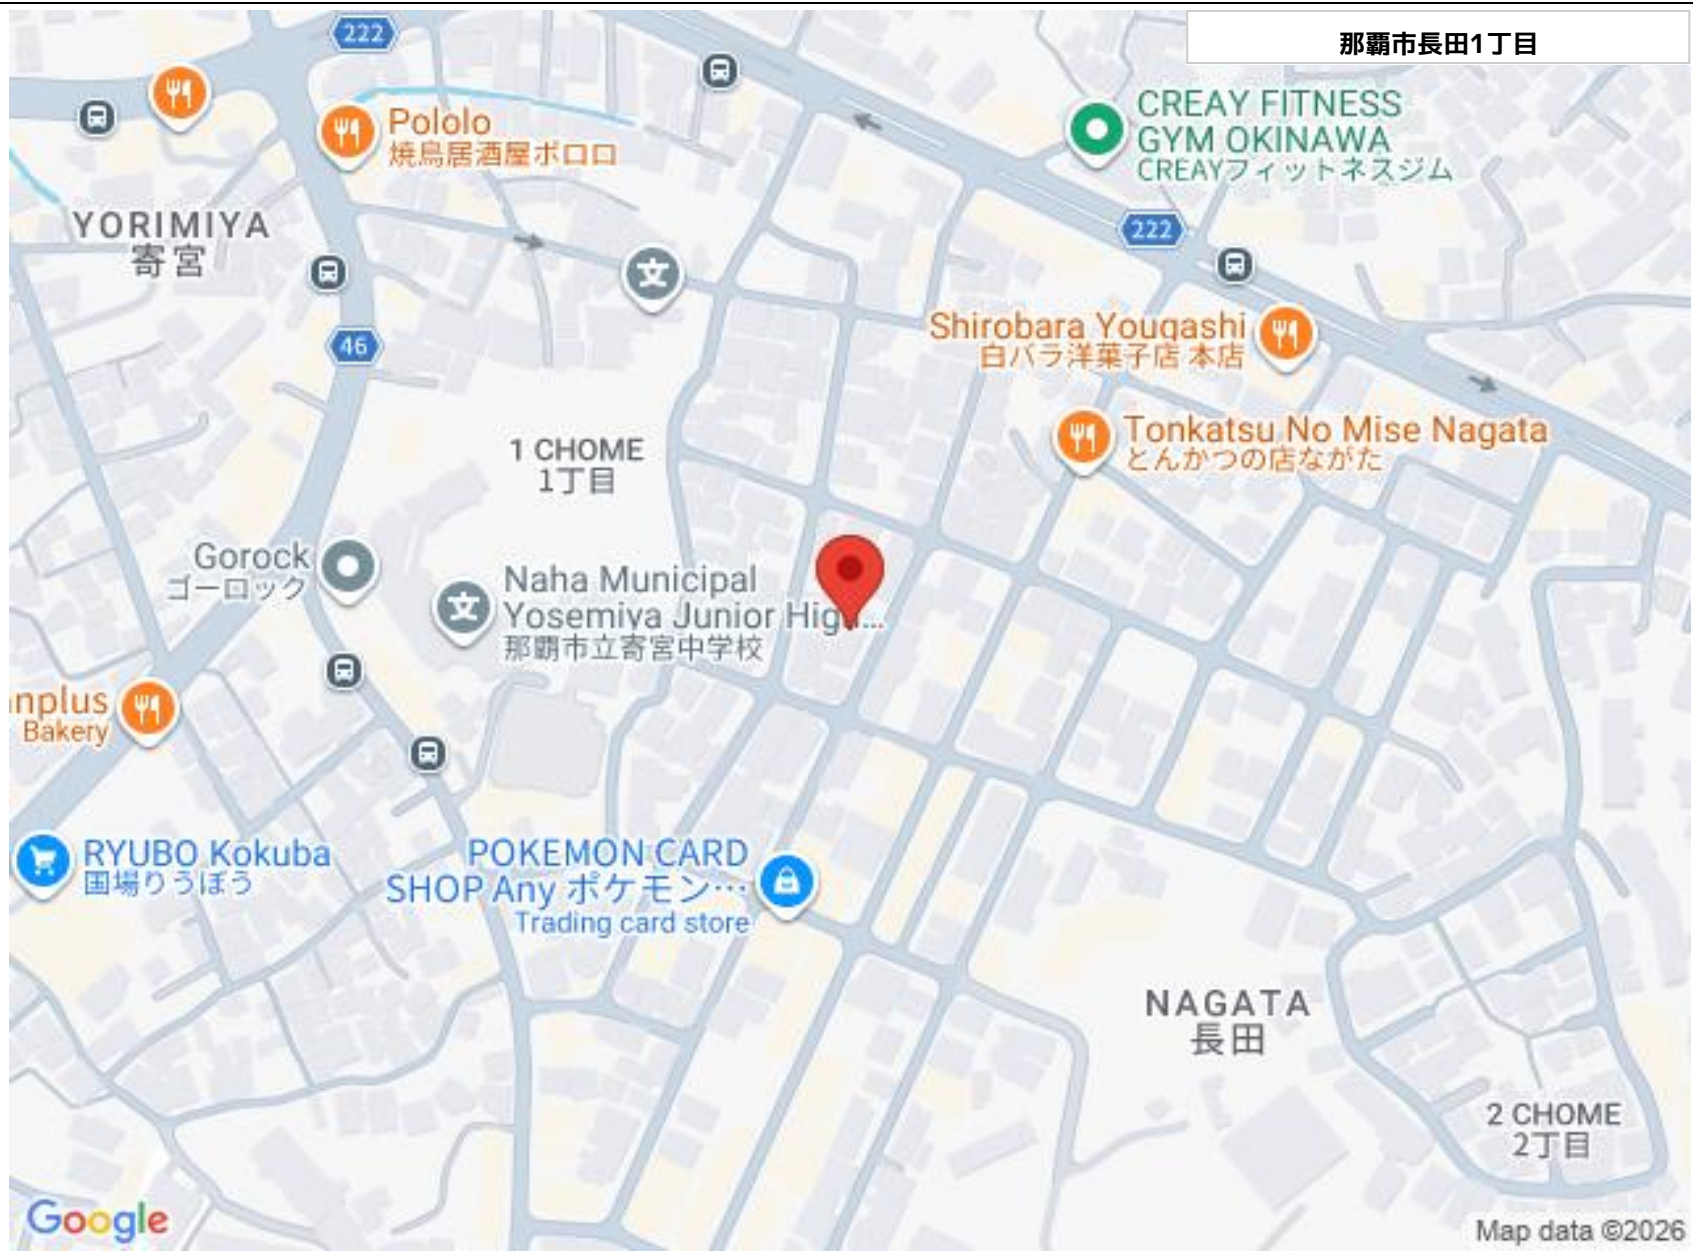 那覇市長田1丁目
222
CREAY FITNESS
GYM OKINAWA
CREAYフィットネスジム
Pololo
焼鳥居酒屋ポロロ
YORIMIYA
寄宮
222
46
Shirobara Yougashi
白バラ洋菓子店 本店
Tonkatsu No Mise Nagata
とんかつの店ながた
1 CHOME
1丁目
文
Gorock
ゴーロック
文
Naha Municipal
Yosemiya Junior High...
那覇市立寄宮中学校
nplus
Bakery
RYUBO Kokuba
国場りうぼう
POKEMON CARD
SHOP Any ポケモン…
Trading card store
NAGATA
長田
2 CHOME
2丁目
Google
Map data ©2026